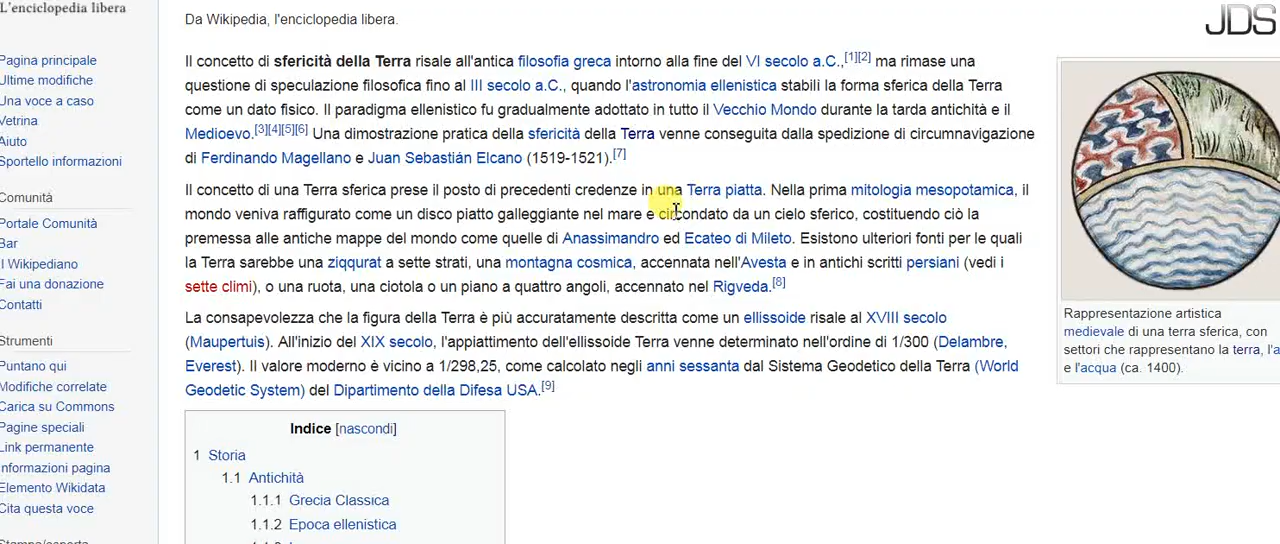 L'enciclopedia libera
Da Wikipedia, l'enciclopedia libera.
JDS
Pagina principale
Ultime modifiche
Una voce a caso
Vetrina
Aiuto
Sportello informazioni
Comunità
Portale Comunità
Bar
Il Wikipediano
Fai una donazione
Contatti
Strumenti
Puntano qui
Modifiche correlate
Carica su Commons
Pagine speciali
Link permanente
Informazioni pagina
Elemento Wikidata
Cita questa voce
Il concetto di sfericità della Terra risale all'antica filosofia greca intorno alla fine del VI secolo a.C.,[1][2] ma rimase una
questione di speculazione filosofica fino al III secolo a.C., quando l'astronomia ellenistica stabilì la forma sferica della Terra
come un dato fisico. Il paradigma ellenistico fu gradualmente adottato in tutto il Vecchio Mondo durante la tarda antichità e il
Medioevo.[3][4][5][6] Una dimostrazione pratica della sfericità della Terra venne conseguita dalla spedizione di circumnavigazione
di Ferdinando Magellano e Juan Sebastián Elcano (1519-1521).[7]
Il concetto di una Terra sferica prese il posto di precedenti credenze in una Terra piatta. Nella prima mitologia mesopotamica, il
mondo veniva raffigurato come un disco piatto galleggiante nel mare e circondato da un cielo sferico, costituendo ciò la
premessa alle antiche mappe del mondo come quelle di Anassimandro ed Ecateo di Mileto. Esistono ulteriori fonti per le quali
la Terra sarebbe una ziqqurat a sette strati, una montagna cosmica, accennata nell'Avesta e in antichi scritti persiani (vedi i
sette climi), o una ruota, una ciotola o un piano a quattro angoli, accennato nel Rigveda.[8]
La consapevolezza che la figura della Terra è più accuratamente descritta come un ellissoide risale al XVIII secolo
(Maupertuis). All'inizio del XIX secolo, l'appiattimento dell'ellissoide Terra venne determinato nell'ordine di 1/300 (Delambre,
Everest). Il valore moderno è vicino a 1/298,25, come calcolato negli anni sessanta dal Sistema Geodetico della Terra (World
Geodetic System) del Dipartimento della Difesa USA.[9]
Indice [nascondi]
1 Storia
1.1 Antichità
1.1.1 Grecia Classica
1.1.2 Epoca ellenistica
Rappresentazione artistica
medievale di una terra sferica, con
settori che rappresentano la terra, l'a
e l'acqua (ca. 1400).